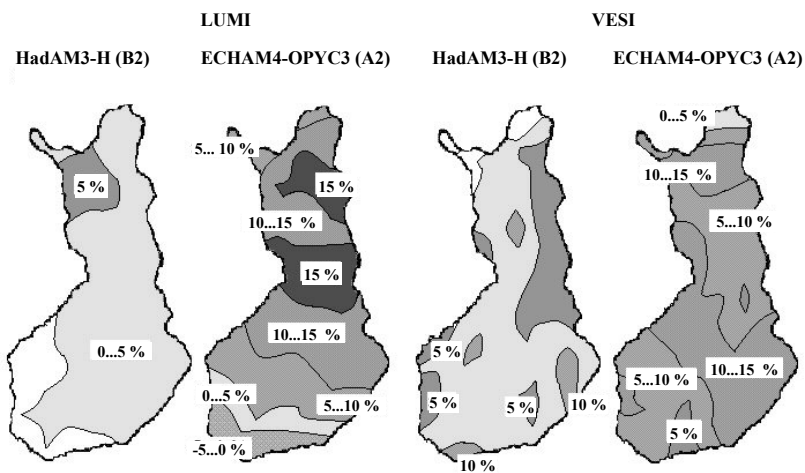 LUMI
VESI
HadAM3-H (B2)
ECHAM4-OPYC3 (A2)
HadAM3-H (B2)
ECHAM4-OPYC3 (A2)
5 %
0...5 %
5... 10 %
15 %
10...15 %
15 %
10...15 %
0...5 %
5...10 %
-5...0 %
5 %
5 %
5 %
10 %
10 %
0...5 %
10...15 %
5...10 %
5...10 %
10...15 %
5 %